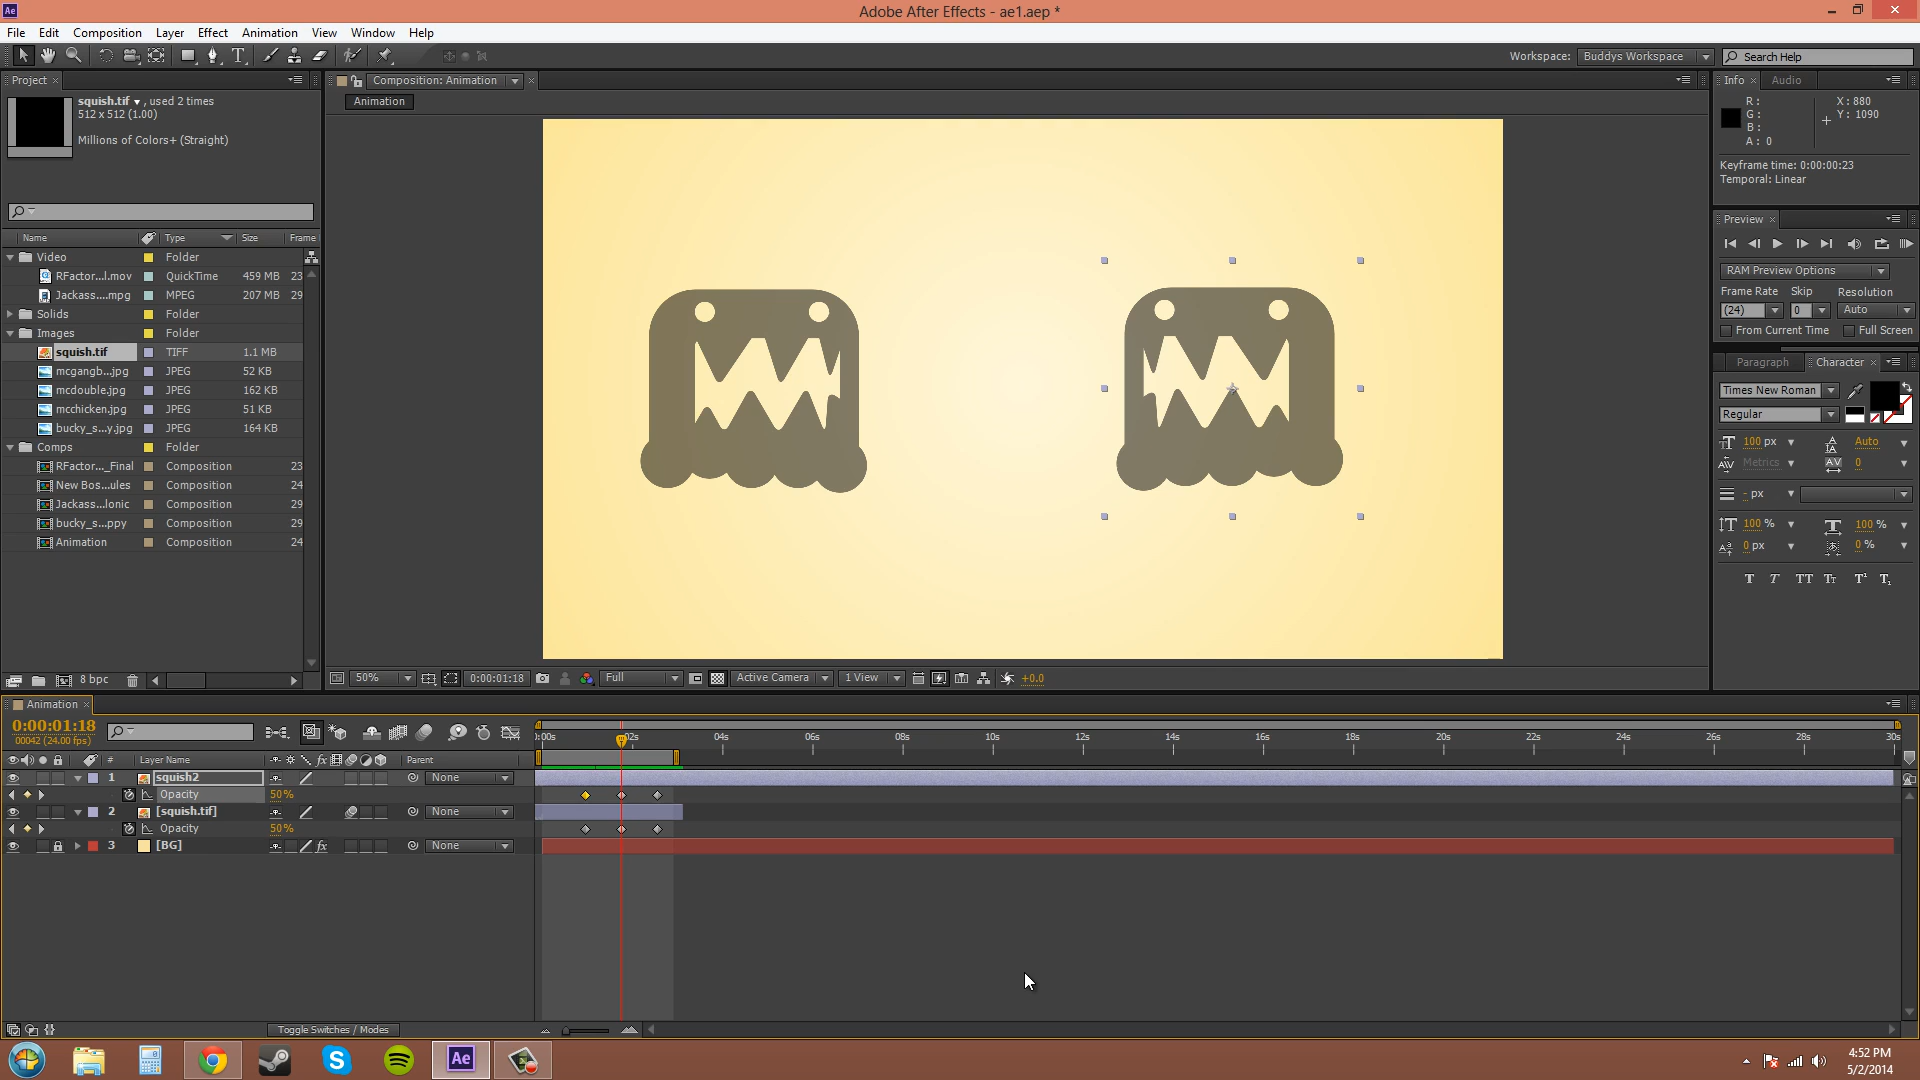 Ae
Adobe After Effects - ae1.aep *
File Edit Composition Layer Effect Animation View Window Help
Workspace: Buddys Workspace Search Help
Project
squish.tif , used 2 times
512 x 512 (1.00)
Millions of Colors+ (Straight)
Name Type Size Frame
Video Folder
RFactor...l.mov QuickTime 459 MB 23
Jackass....mpg MPEG 207 MB 29
Solids Folder
Images Folder
squish.tif TIFF 1.1 MB
mcgangb...jpg JPEG 52 KB
mcdouble.jpg JPEG 162 KB
mcchicken.jpg JPEG 51 KB
bucky_s...y.jpg JPEG 164 KB
Comps Folder
RFactor..._Final Composition 23
New Bos...ules Composition 24
Jackass....lonic Composition 29
bucky_s...ppy Composition 29
Animation Composition 24
8 bpc
Composition: Animation
Animation
50% 0:00:01:18 Full Active Camera 1 View +0.0
Info Audio
R : X : 880
G : Y : 1090
B :
A : 0
Keyframe time: 0:00:00:23
Temporal: Linear
Preview
RAM Preview Options
Frame Rate Skip Resolution
(24) 0 Auto
From Current Time Full Screen
Paragraph Character
Times New Roman
Regular
100 px Auto
Metrics 0
- px
100 % 100 %
0 px 0 %
T T TT Tr T¹ T₁
Animation
0:00:01:18
00042 (24.00 fps)
# Layer Name fx Parent
1 squish2 None
Opacity 50%
2 [squish.tif] None
Opacity 50%
3 [BG] fx None
):00s 02s 04s 06s 08s 10s 12s 14s 16s 18s 20s 22s 24s 26s 28s 30s
Toggle Switches / Modes
Ae
4:52 PM
5/2/2014